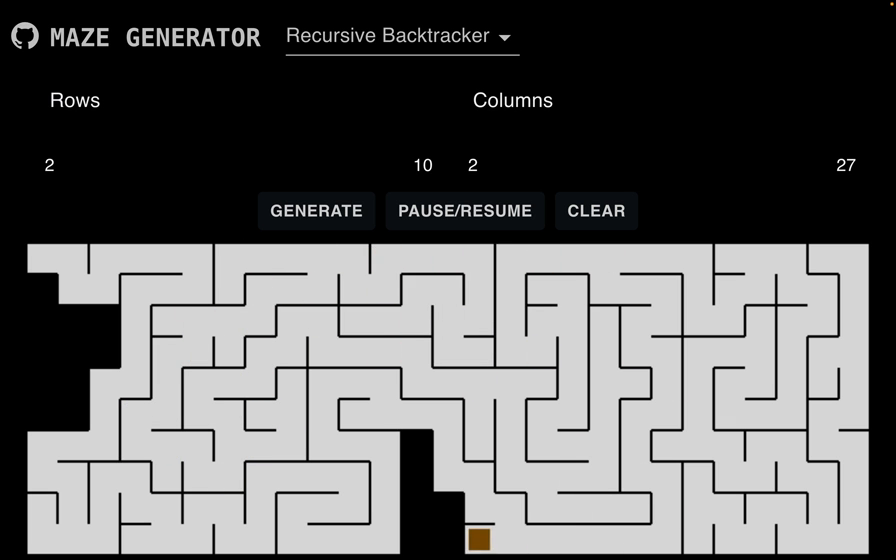 MAZE GENERATOR Recursive Backtracker
Rows Columns
2 10 2 27
GENERATE PAUSE/RESUME CLEAR